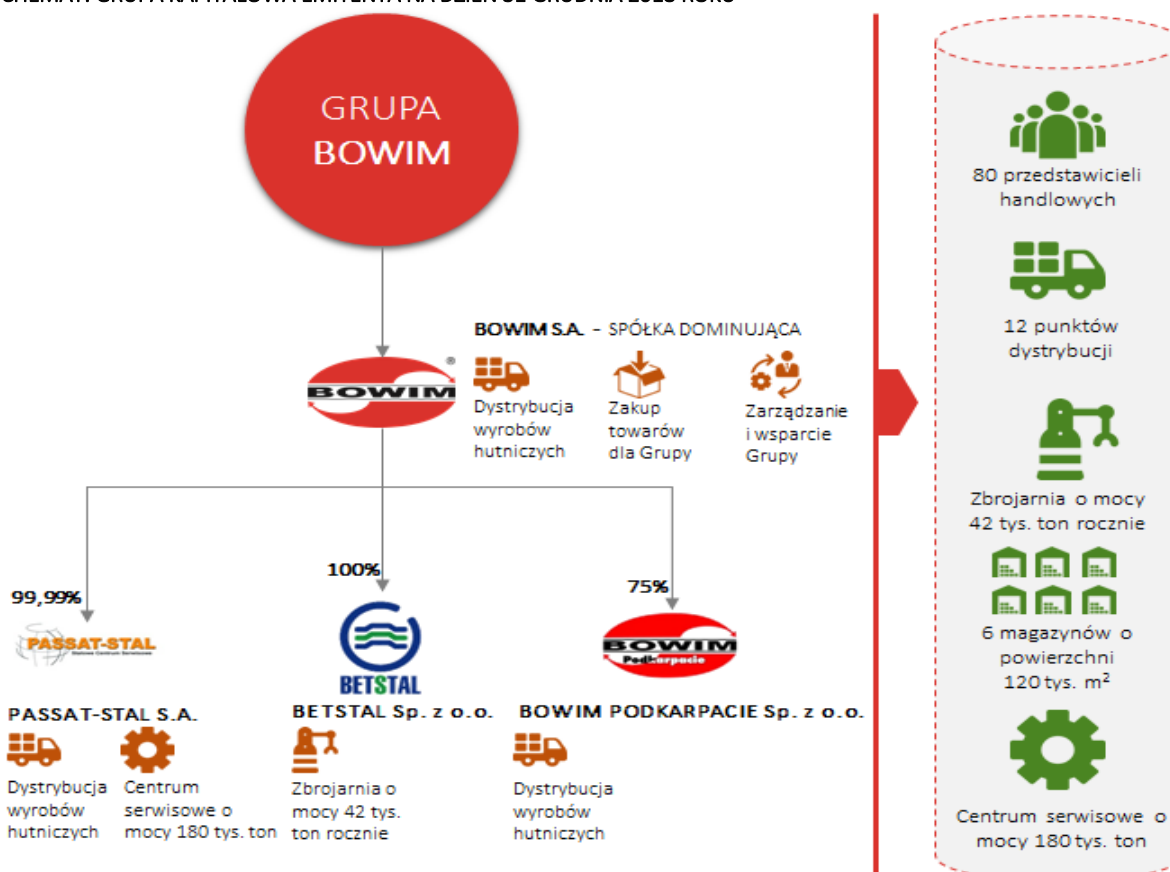 GRUPA
BOWIM
BOWIM S.A. – SPÓŁKA DOMINUJĄCA
BOWIM
®
Dystrybucja
wyrobów
hutniczych
Zakup
towarów
dla Grupy
Zarządzanie
i wsparcie
Grupy
99,99%
100%
75%
PASSAT-STAL
Stalowe Centrum Serwisowe
BETSTAL
BOWIM
Podkarpacie
PASSAT-STAL S.A.
Dystrybucja
wyrobów
hutniczych
Centrum
serwisowe o
mocy 180 tys. ton
BETSTAL Sp. z o.o.
Zbrojarnia o
mocy 42 tys.
ton rocznie
BOWIM PODKARPACIE Sp. z o.o.
Dystrybucja
wyrobów
hutniczych
80 przedstawicieli
handlowych
12 punktów
dystrybucji
Zbrojarnia o mocy
42 tys. ton rocznie
6 magazynów o
powierzchni
120 tys. m²
Centrum serwisowe o
mocy 180 tys. ton